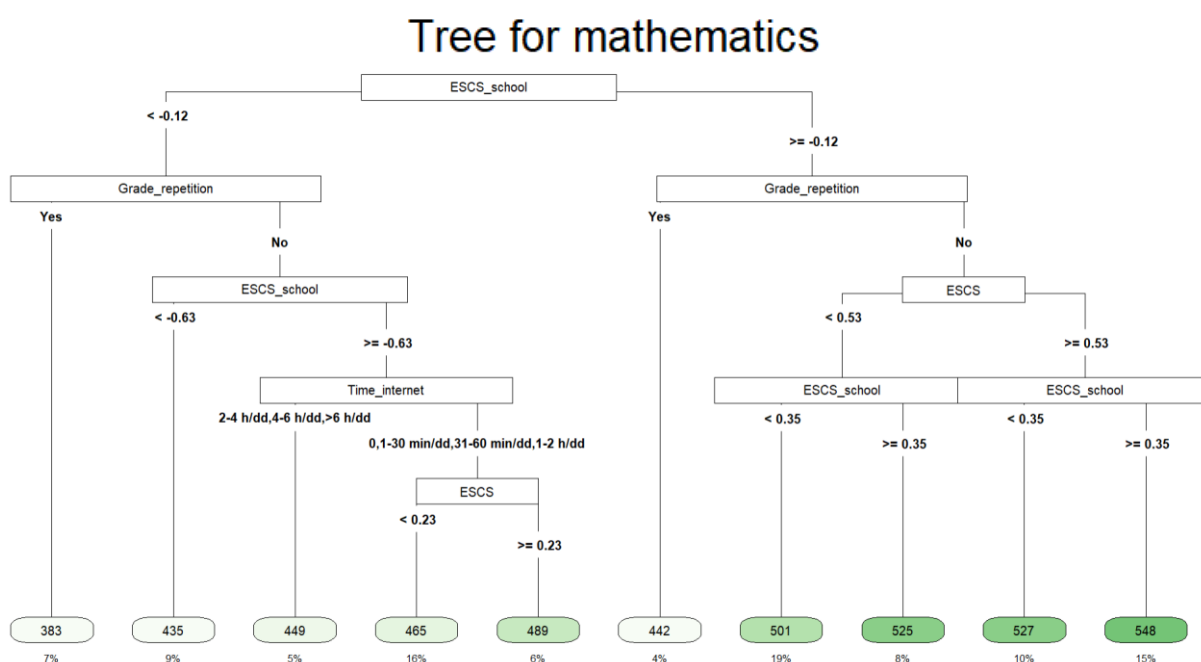 Tree for mathematics
ESCS_school
< -0.12
>= -0.12
Grade_repetition
Grade_repetition
Yes
Yes
No
No
ESCS_school
ESCS
< -0.63
< 0.53
>= -0.63
>= 0.53
Time_internet
ESCS_school
ESCS_school
2-4 h/dd,4-6 h/dd,>6 h/dd
< 0.35
< 0.35
0,1-30 min/dd,31-60 min/dd,1-2 h/dd
>= 0.35
>= 0.35
ESCS
< 0.23
>= 0.23
383 435 449 465 489 442 501 525 527 548
7% 9% 5% 16% 6% 4% 19% 8% 10% 15%